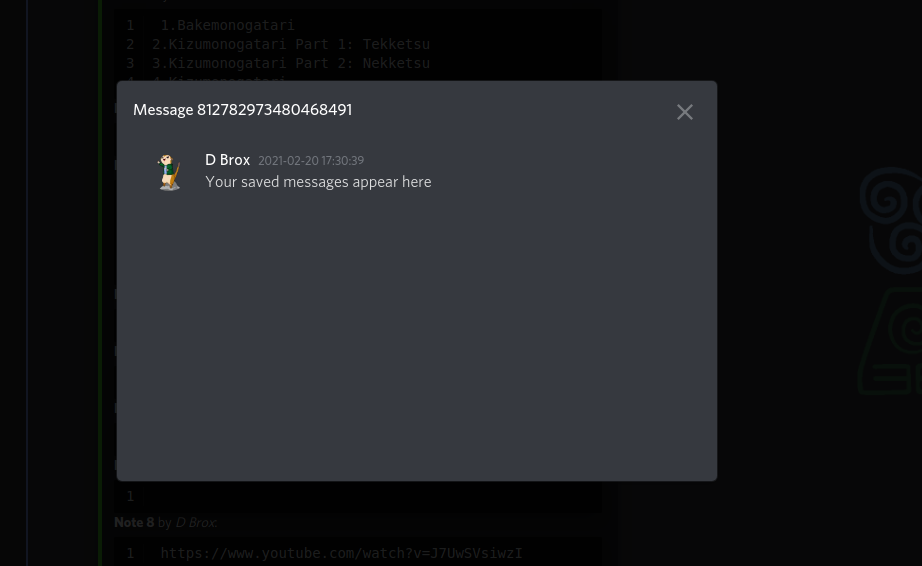 1 1.Bakemonogatari
2 2.Kizumonogatari Part 1: Tekketsu
3 3.Kizumonogatari Part 2: Nekketsu
Message 812782973480468491
D Brox 2021-02-20 17:30:39
Your saved messages appear here
1
Note 8 by D Brox:
1 https://www.youtube.com/watch?v=J7UwSVsiwzI